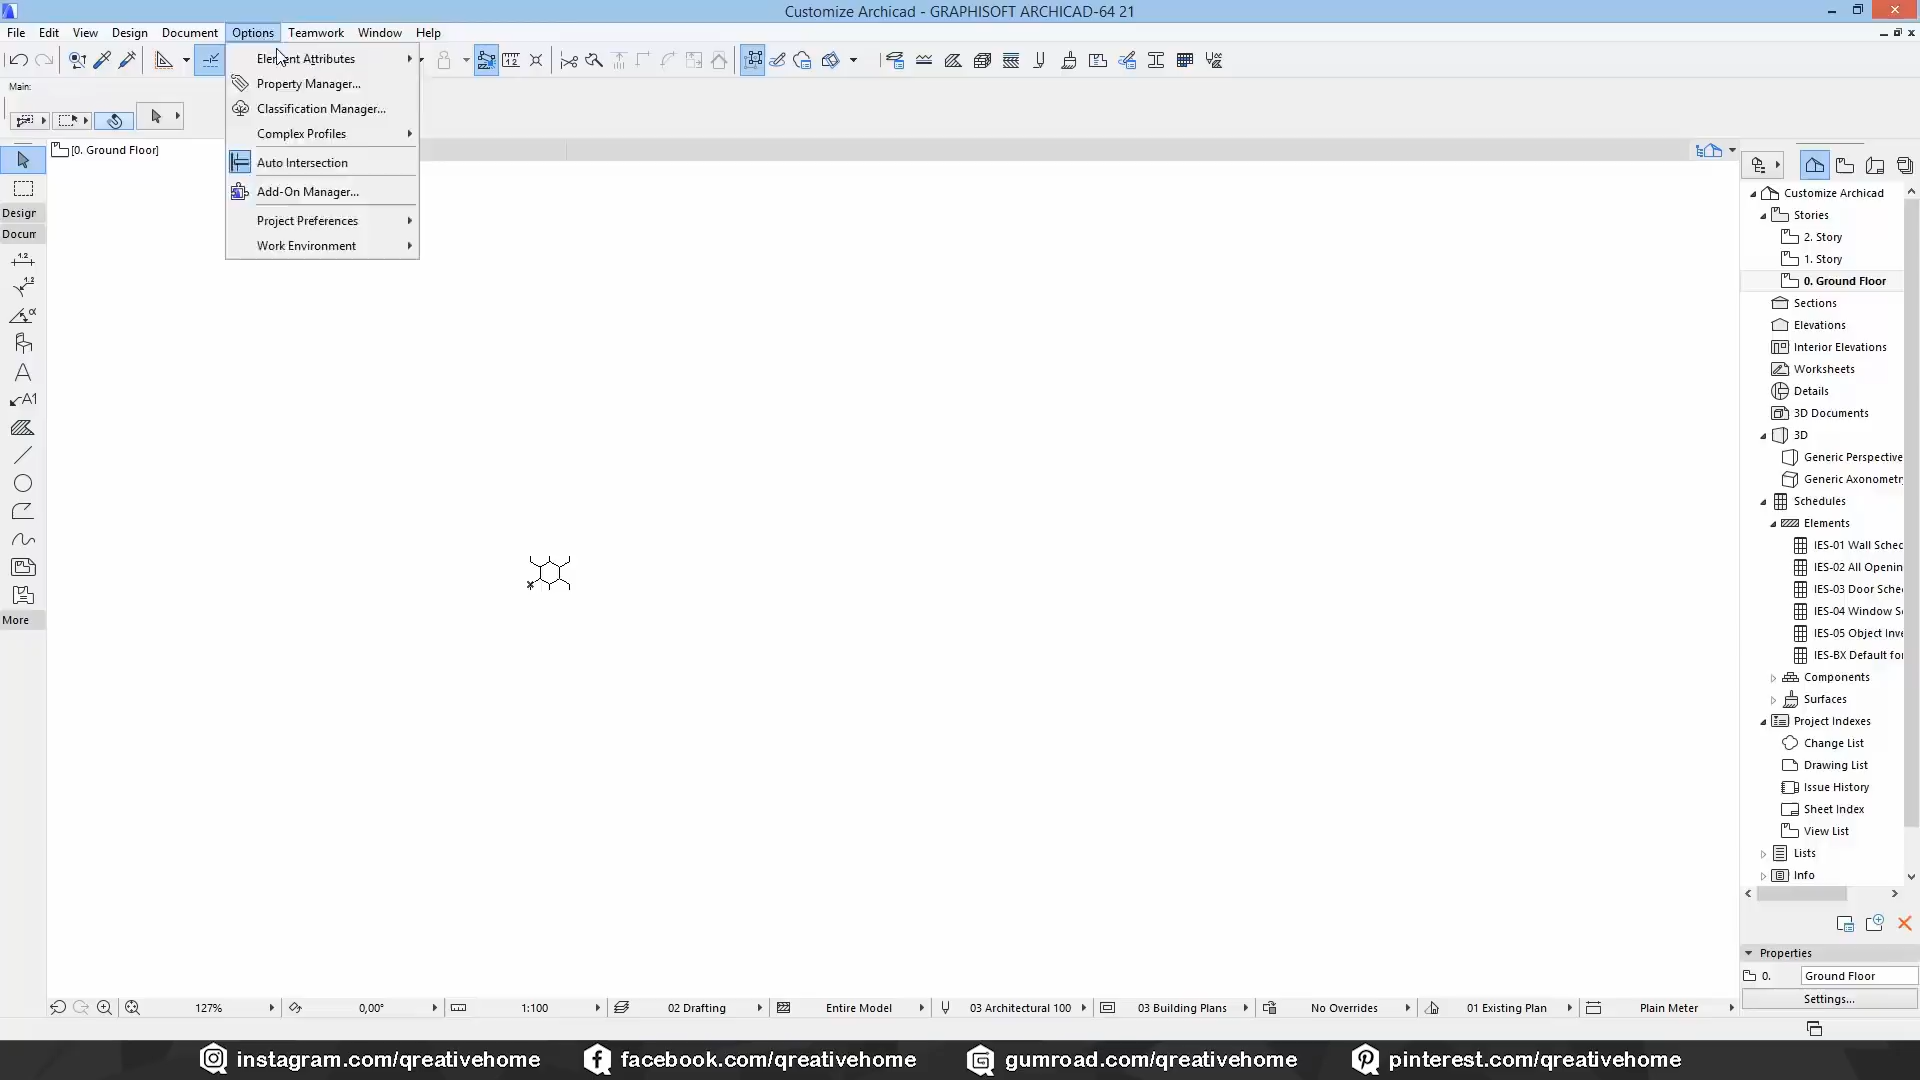 Customize Archicad - GRAPHISOFT ARCHICAD-64 21
File Edit View Design Document Options Teamwork Window Help
Element Attributes
Property Manager...
Classification Manager...
Complex Profiles
Auto Intersection
Add-On Manager...
Project Preferences
Work Environment
Main:
[0. Ground Floor]
Design
Docum
1.2
1.2
α
A
A1
More
Customize Archicad
Stories
2. Story
1. Story
0. Ground Floor
Sections
Elevations
Interior Elevations
Worksheets
Details
3D Documents
3D
Generic Perspective
Generic Axonometr
Schedules
Elements
IES-01 Wall Sched
IES-02 All Openin
IES-03 Door Sche
IES-04 Window S
IES-05 Object Inve
IES-BX Default fo
Components
Surfaces
Project Indexes
Change List
Drawing List
Issue History
Sheet Index
View List
Lists
Info
Properties
0. Ground Floor
Settings...
127% 0,00° 1:100 02 Drafting Entire Model 03 Architectural 100 03 Building Plans No Overrides 01 Existing Plan Plain Meter
instagram.com/qreativehome facebook.com/qreativehome gumroad.com/qreativehome pinterest.com/qreativehome